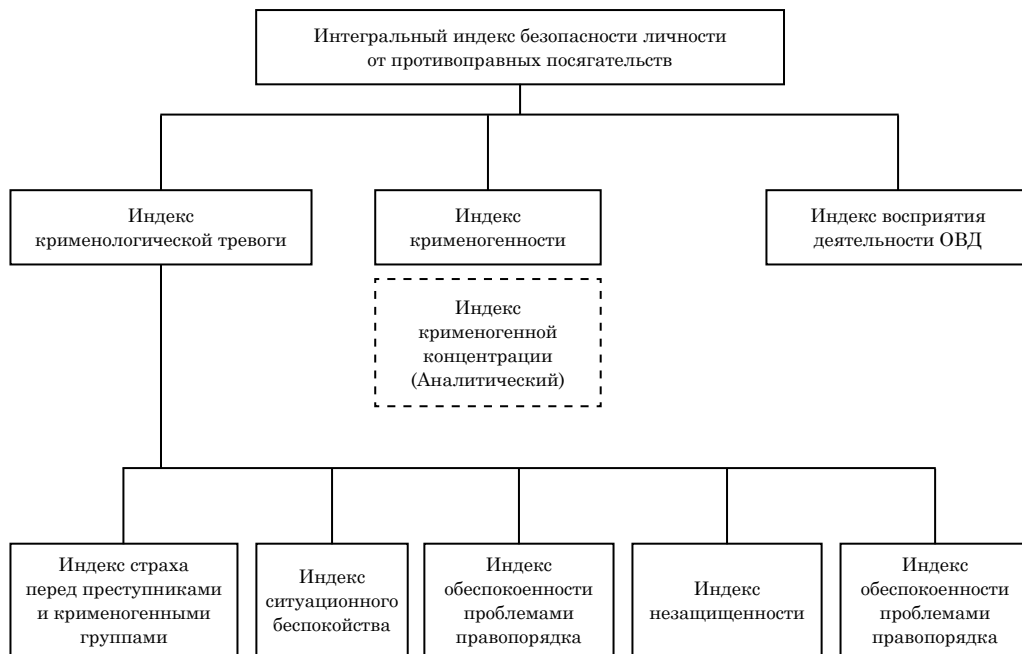 Интегральный индекс безопасности личности
от противоправных посягательств
Индекс
крименологической тревоги
Индекс
крименогенности
Индекс восприятия
деятельности ОВД
Индекс
крименогенной
концентрации
(Аналитический)
Индекс страха
перед преступниками
и крименогенными
группами
Индекс
ситуационного
беспокойства
Индекс
обеспокоенности
проблемами
правопорядка
Индекс
незащищенности
Индекс
обеспокоенности
проблемами
правопорядка